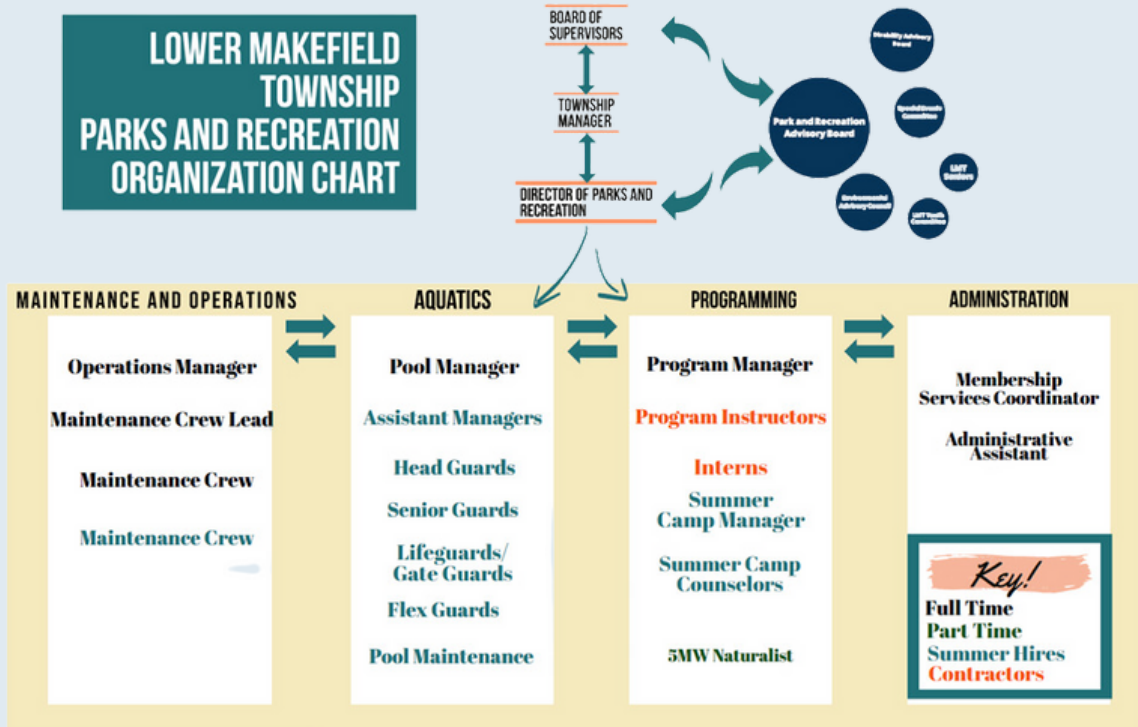 LOWER MAKEFIELD
TOWNSHIP
PARKS AND RECREATION
ORGANIZATION CHART
BOARD OF
SUPERVISORS
TOWNSHIP
MANAGER
DIRECTOR OF PARKS AND
RECREATION
Park and Recreation
Advisory Board
Disability Advisory
Board
Special Events
Committee
LMT
Seniors
Environmental
Advisory Council
LMT Youth
Committee
MAINTENANCE AND OPERATIONS
Operations Manager
Maintenance Crew Lead
Maintenance Crew
Maintenance Crew
AQUATICS
Pool Manager
Assistant Managers
Head Guards
Senior Guards
Lifeguards/
Gate Guards
Flex Guards
Pool Maintenance
PROGRAMMING
Program Manager
Program Instructors
Interns
Summer
Camp Manager
Summer Camp
Counselors
5MW Naturalist
ADMINISTRATION
Membership
Services Coordinator
Administrative
Assistant
Key!
Full Time
Part Time
Summer Hires
Contractors